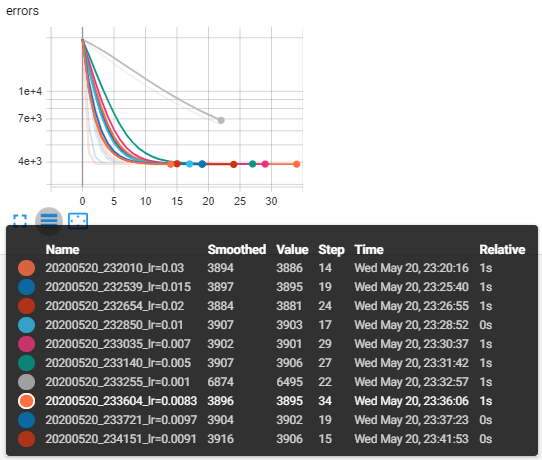 errors
1e+4
7e+3
4e+3
0 5 10 15 20 25 30
Name Smoothed Value Step Time Relative
20200520_232010_lr=0.03 3894 3886 14 Wed May 20, 23:20:16 1s
20200520_232539_lr=0.015 3897 3895 19 Wed May 20, 23:25:40 1s
20200520_232654_lr=0.02 3884 3881 24 Wed May 20, 23:26:55 1s
20200520_232850_lr=0.01 3907 3903 17 Wed May 20, 23:28:52 0s
20200520_233035_lr=0.007 3902 3901 29 Wed May 20, 23:30:37 1s
20200520_233140_lr=0.005 3907 3906 27 Wed May 20, 23:31:42 1s
20200520_233255_lr=0.001 6874 6495 22 Wed May 20, 23:32:57 1s
20200520_233604_lr=0.0083 3896 3895 34 Wed May 20, 23:36:06 1s
20200520_233721_lr=0.0097 3904 3902 19 Wed May 20, 23:37:23 0s
20200520_234151_lr=0.0091 3916 3906 15 Wed May 20, 23:41:53 0s